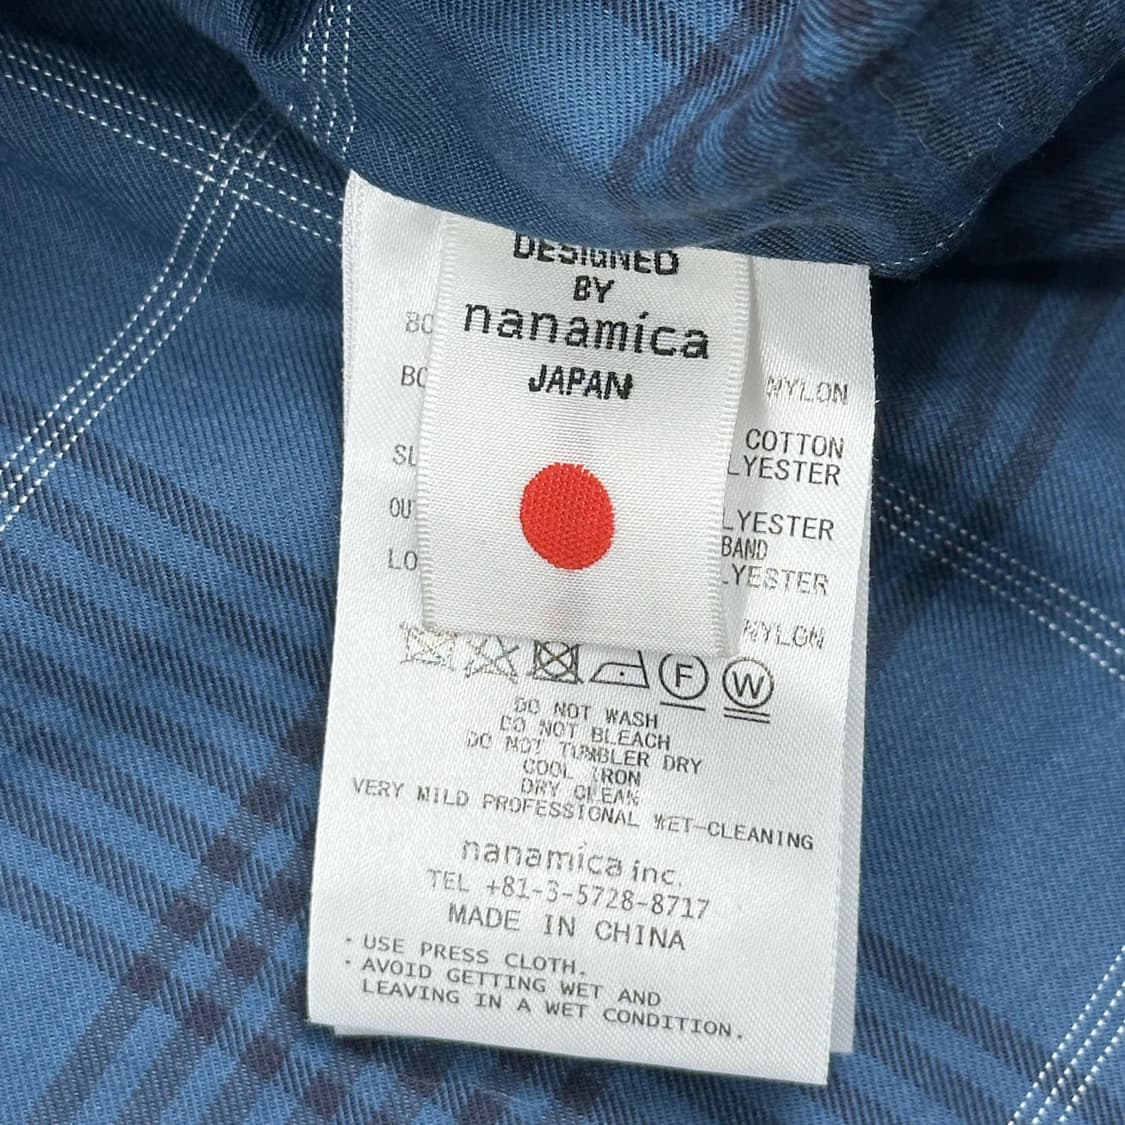 DESIGNED
BY
nanamica
JAPAN
NYLON
COTTON
LYESTER
LYESTER
BAND
LYESTER
NYLON
F W
DO NOT WASH
DO NOT BLEACH
DO NOT TUMBLER DRY
COOL IRON
DRY CLEAN
VERY MILD PROFESSIONAL WET-CLEANING
nanamica inc.
TEL +81-3-5728-8717
MADE IN CHINA
・USE PRESS CLOTH.
・AVOID GETTING WET AND
LEAVING IN A WET CONDITION.